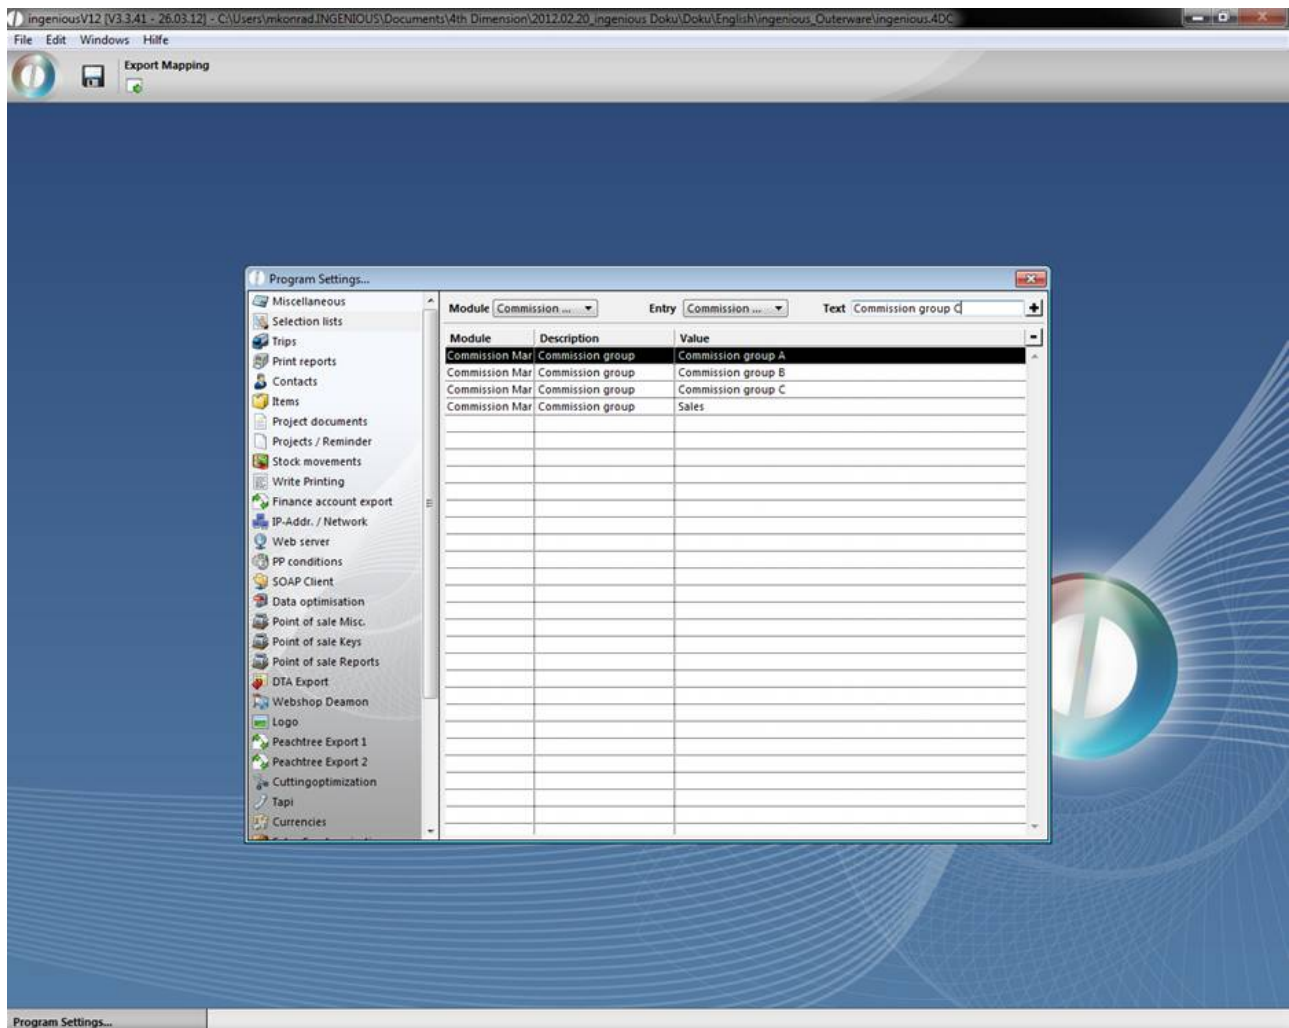 ingeniousV12 [V3.3.41 - 26.03.12] - C:\Users\mkonrad.INGENIOUS\Documents\4th Dimension\2012.02.20_ingenious Doku\Doku\English\ingenious_Outerware\ingenious.4DC
File Edit Windows Hilfe
Export Mapping
Program Settings...
Miscellaneous
Selection lists
Trips
Print reports
Contacts
Items
Project documents
Projects / Reminder
Stock movements
Write Printing
Finance account export
IP-Addr. / Network
Web server
PP conditions
SOAP Client
Data optimisation
Point of sale Misc.
Point of sale Keys
Point of sale Reports
DTA Export
Webshop Deamon
Logo
Peachtree Export 1
Peachtree Export 2
Cuttingoptimization
Tapi
Currencies
Module Commission ... Entry Commission ... Text Commission group C
Module Description Value
Commission Mar Commission group Commission group A
Commission Mar Commission group Commission group B
Commission Mar Commission group Commission group C
Commission Mar Commission group Sales
Program Settings...